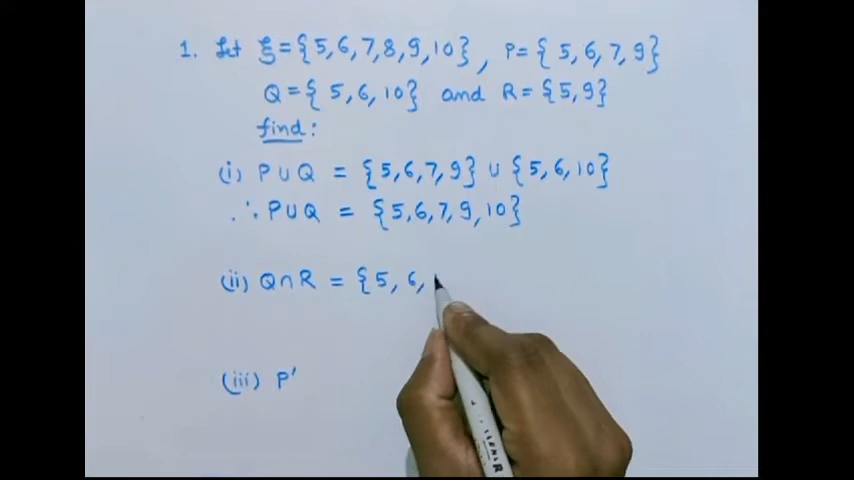 1. Let ξ = {5, 6, 7, 8, 9, 10}, P = {5, 6, 7, 9}
Q = {5, 6, 10} and R = {5, 9}
find:
(i) P ∪ Q = {5, 6, 7, 9} ∪ {5, 6, 10}
∴ P ∪ Q = {5, 6, 7, 9, 10}
(ii) Q ∩ R = {5, 6,
(iii) P'